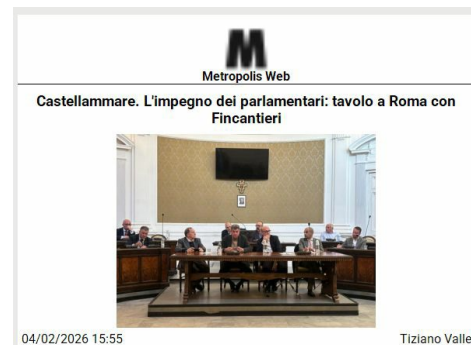 M
Metropolis Web
Castellammare. L'impegno dei parlamentari: tavolo a Roma con
Fincantieri
04/02/2026 15:55 Tiziano Valle